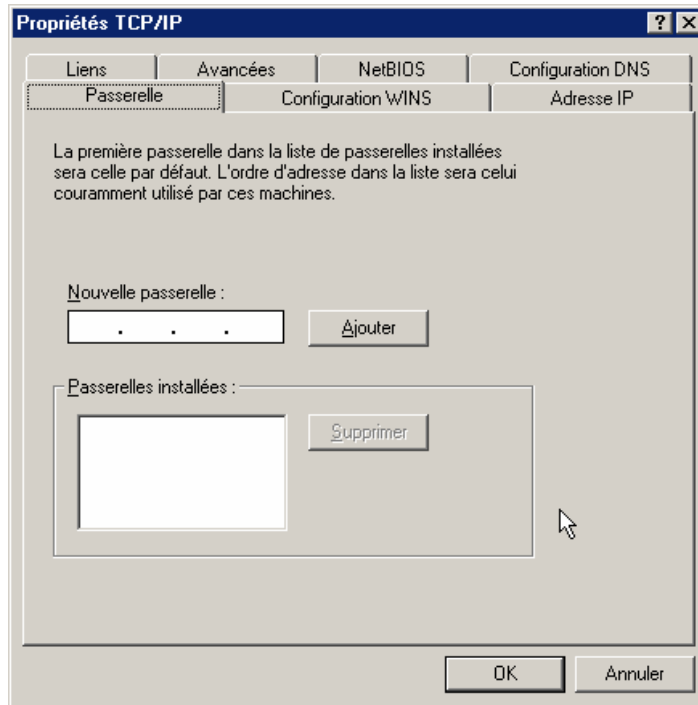 Propriétés TCP/IP
Liens Avancées NetBIOS Configuration DNS
Passerelle Configuration WINS Adresse IP
La première passerelle dans la liste de passerelles installées
sera celle par défaut. L'ordre d'adresse dans la liste sera celui
couramment utilisé par ces machines.
Nouvelle passerelle :
. . . Ajouter
Passerelles installées :
Supprimer
OK Annuler